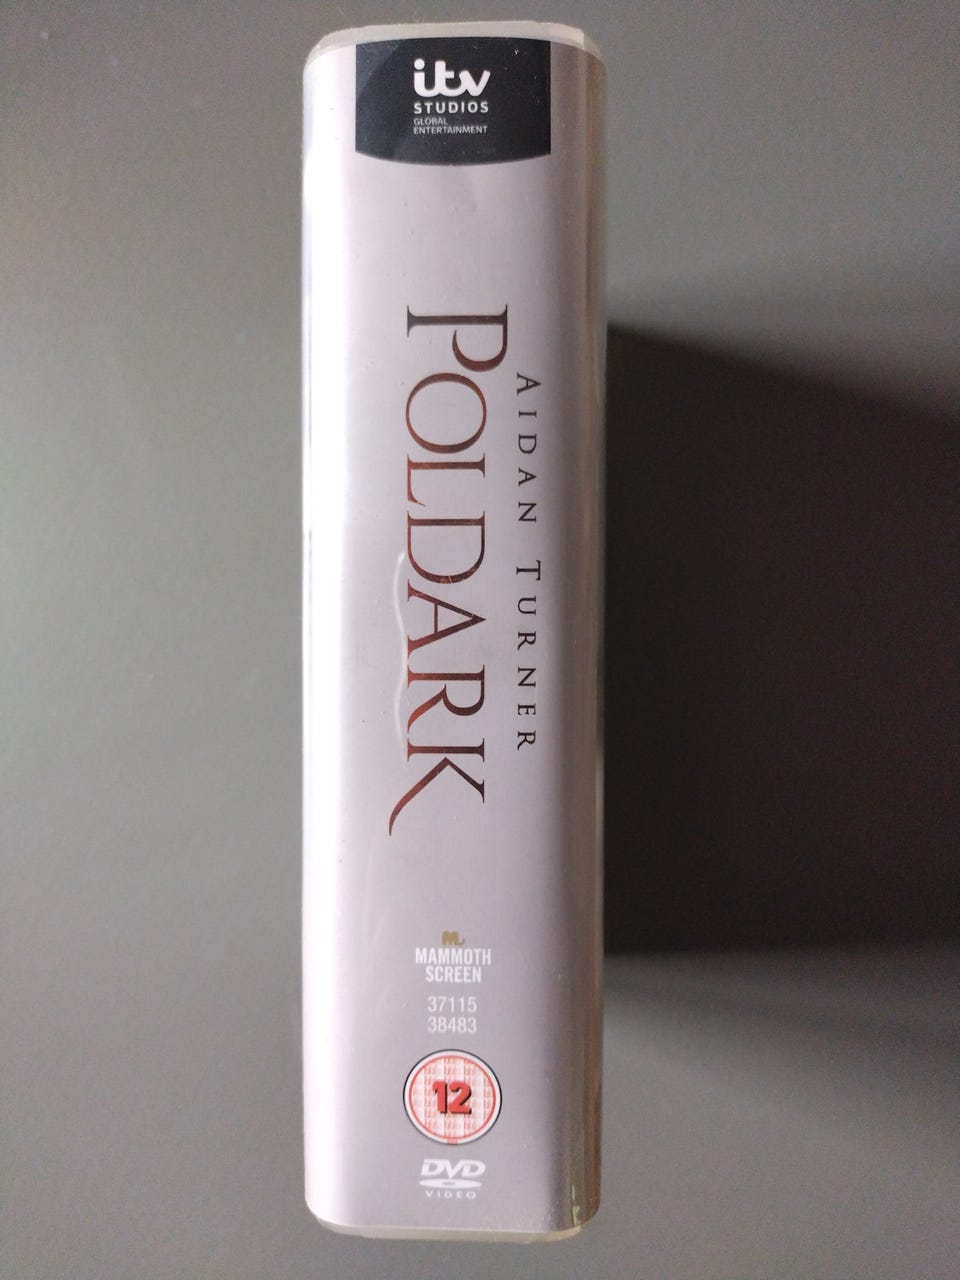 itv
STUDIOS
GLOBAL
ENTERTAINMENT
AIDAN TURNER
POLDARK
MAMMOTH
SCREEN
37115
38483
12
DVD
VIDEO